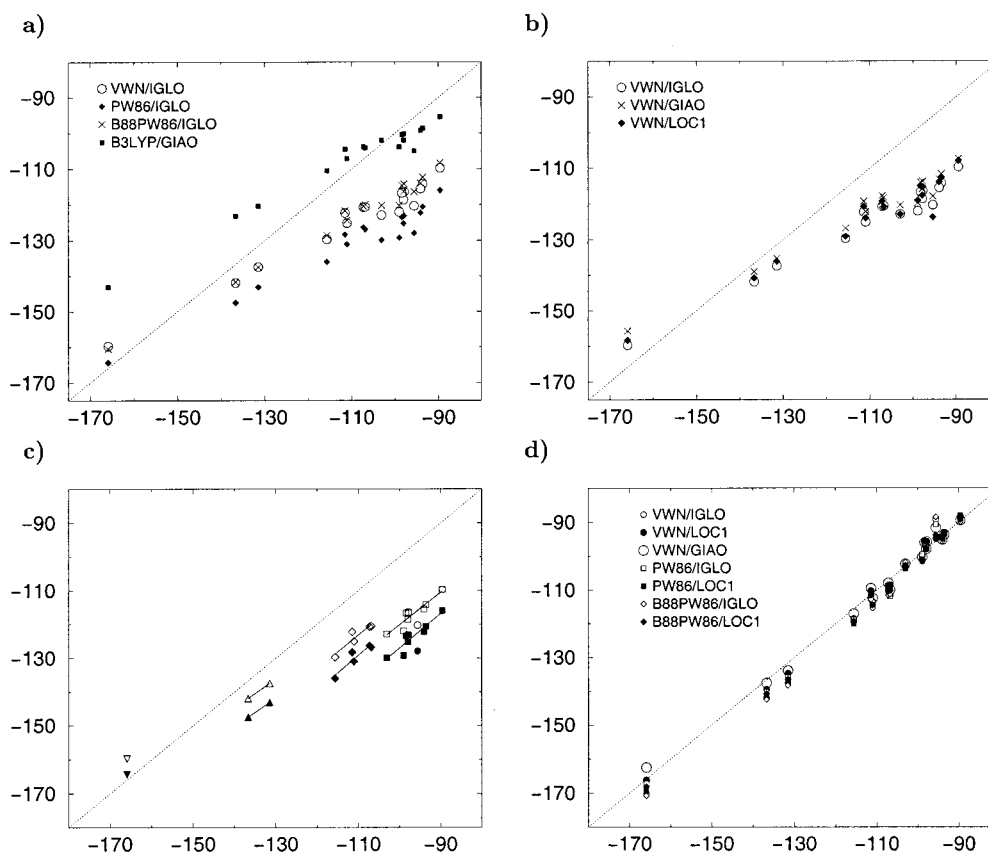 a)
VWN/IGLO
PW86/IGLO
B88PW86/IGLO
B3LYP/GIAO
−90
−110
−130
−150
−170
−170
−150
−130
−110
−90
b)
VWN/IGLO
VWN/GIAO
VWN/LOC1
−90
−110
−130
−150
−170
−170
−150
−130
−110
−90
c)
−90
−110
−130
−150
−170
−170
−150
−130
−110
−90
d)
VWN/IGLO
VWN/LOC1
VWN/GIAO
PW86/IGLO
PW86/LOC1
B88PW86/IGLO
B88PW86/LOC1
−90
−110
−130
−150
−170
−170
−150
−130
−110
−90